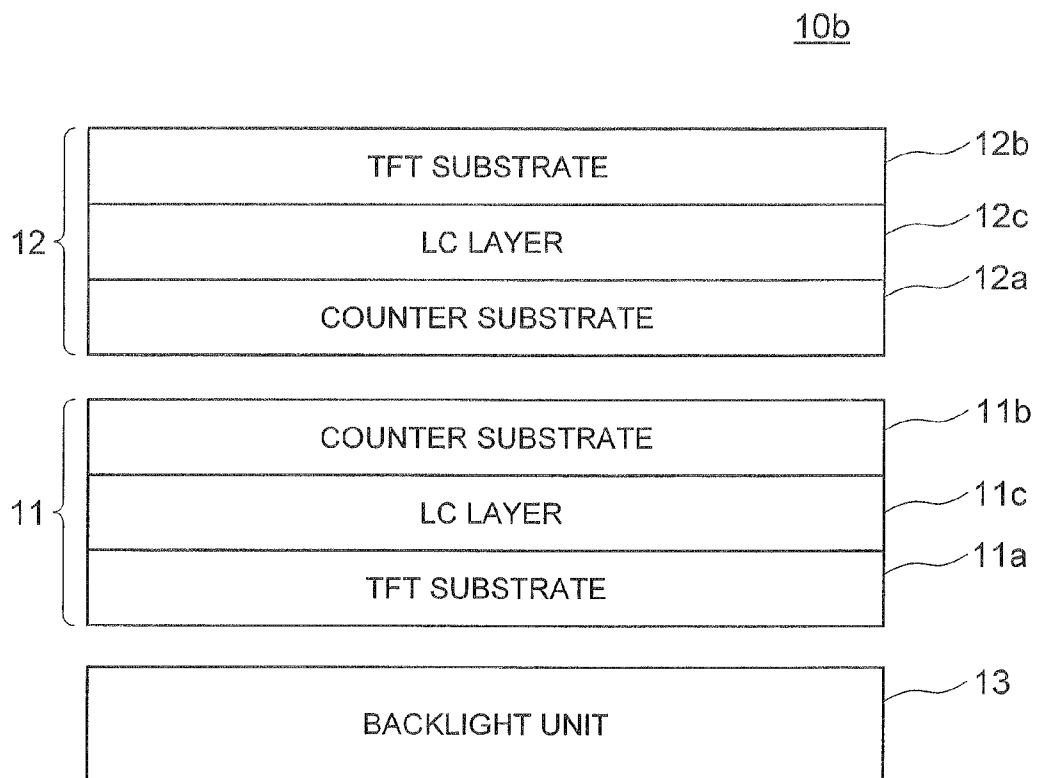 10b
TFT SUBSTRATE
12b
LC LAYER
12c
12
COUNTER SUBSTRATE
12a
COUNTER SUBSTRATE
11b
LC LAYER
11c
11
TFT SUBSTRATE
11a
BACKLIGHT UNIT
13